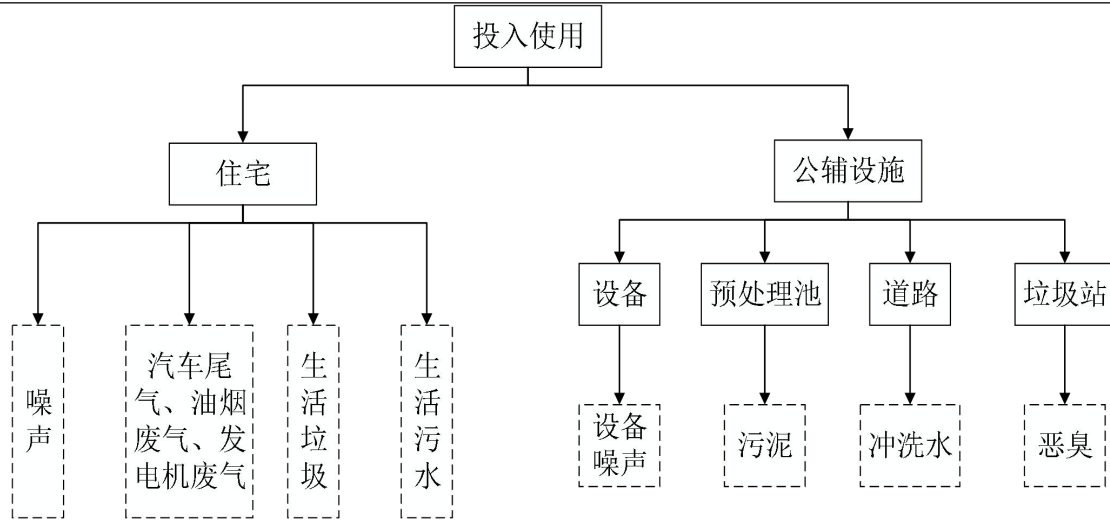 投入使用
住宅
公辅设施
设备
预处理池
道路
垃圾站
噪
声
汽车尾
气、油烟
废气、发
电机废气
生
活
垃
圾
生
活
污
水
设备
噪声
污泥
冲洗水
恶臭